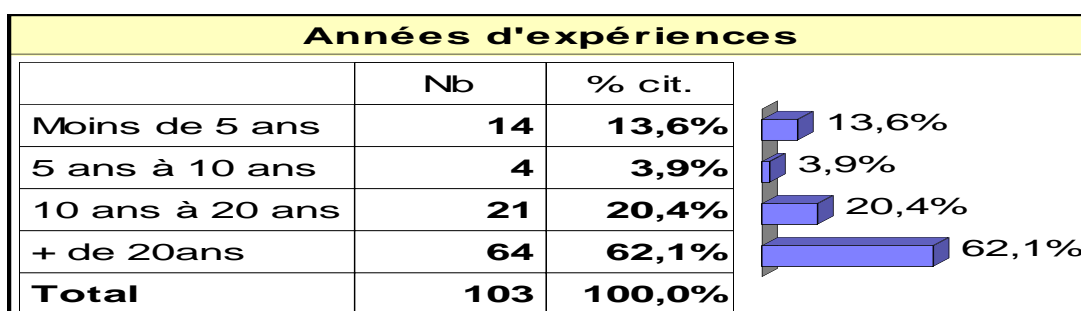 Années d'expériences
Nb % cit.
Moins de 5 ans 14 13,6% 13,6%
5 ans à 10 ans 4 3,9% 3,9%
10 ans à 20 ans 21 20,4% 20,4%
+ de 20ans 64 62,1% 62,1%
Total 103 100,0%